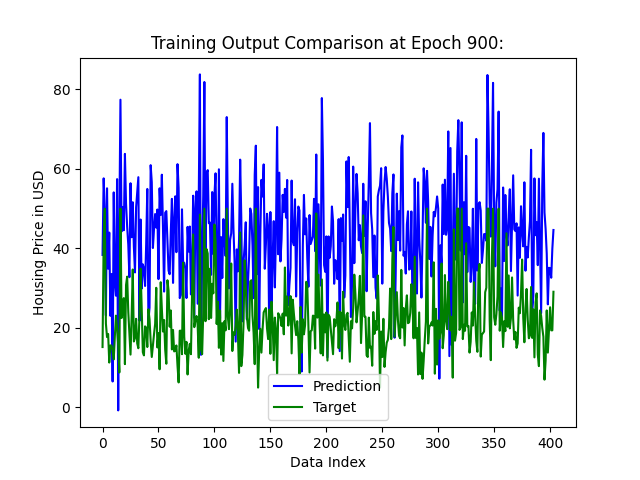 Training Output Comparison at Epoch 900:
Housing Price in USD
80
60
40
20
0
Prediction
Target
0 50 100 150 200 250 300 350 400
Data Index